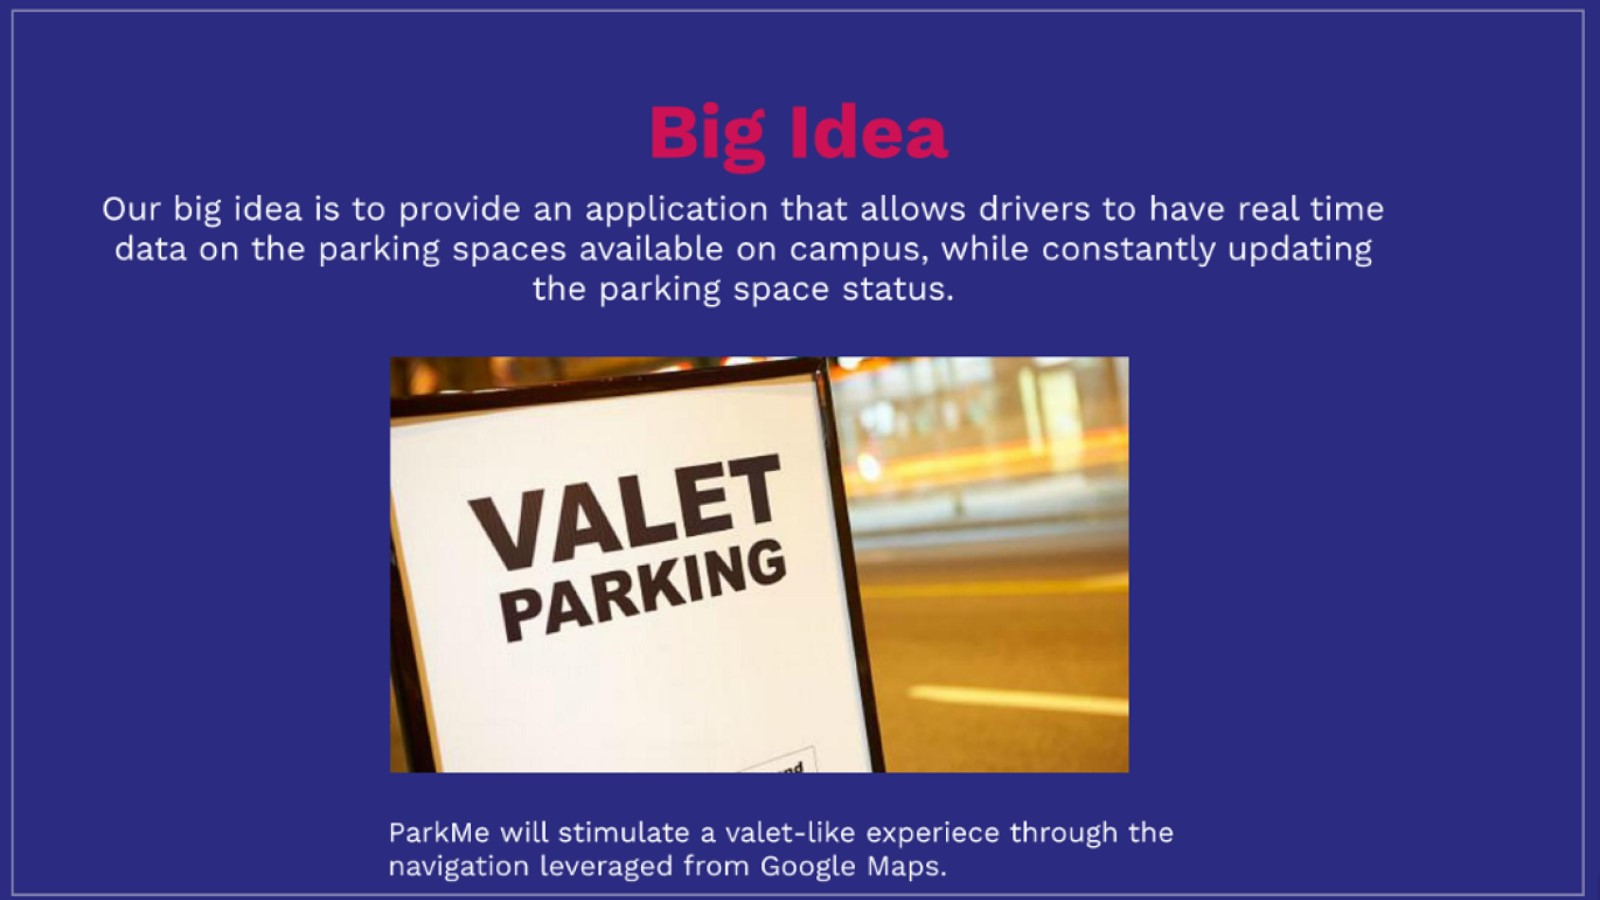 Big Idea
Our big idea is to provide an application that allows drivers to have real time
data on the parking spaces available on campus, while constantly updating
the parking space status.
VALET
PARKING
ParkMe will stimulate a valet-like experiece through the
navigation leveraged from Google Maps.